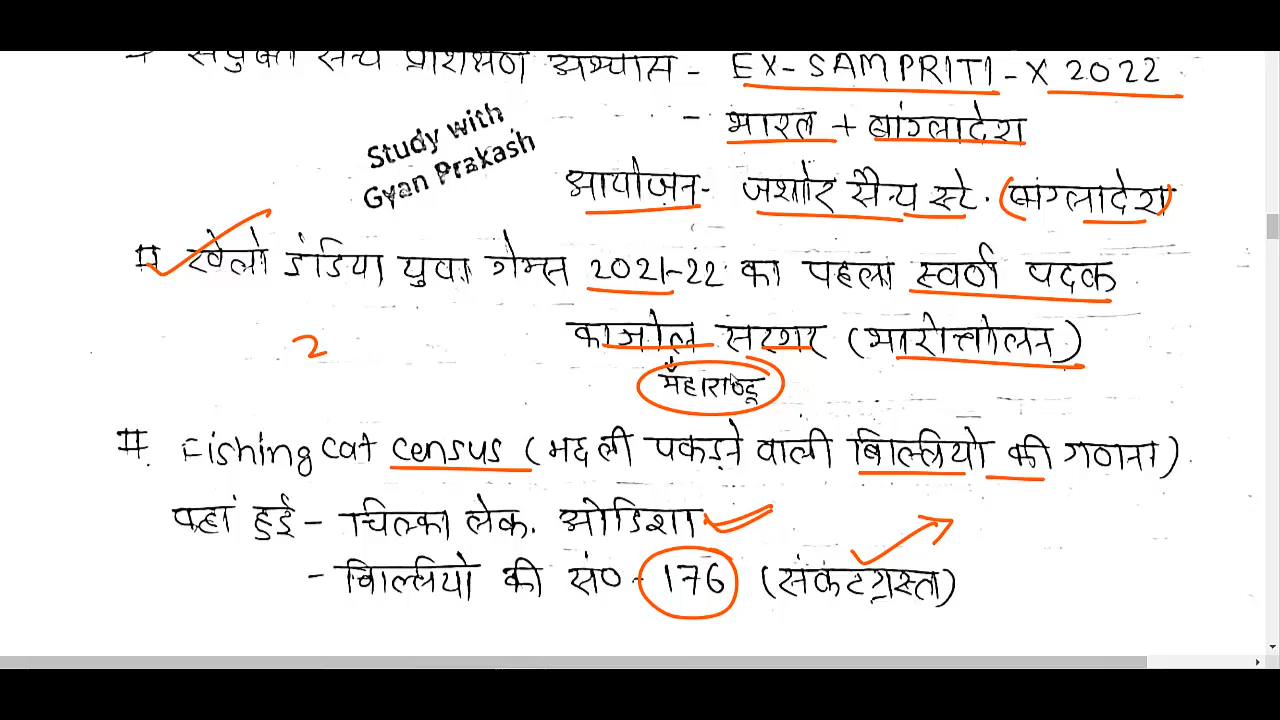 संयुक्त सैन्य प्रशिक्षण अभ्यास - EX-SAMPRITI-X 2022
- भारत + बांग्लादेश
Study with
Gyan Prakash
आयोजन- जशोर सैन्य स्टे. (बांग्लादेश)
# खेलो इंडिया युवा गेम्स 2021-22 का पहला स्वर्ण पदक
काजोल सरगर (भारोत्तोलन)
2
महाराष्ट्र
# Fishing cat census (मछली पकड़ने वाली बिल्लियो की गणना)
यहां हुई - चिल्का लेक. ओडिशा
- बिल्लियो की सं० - 176 (संकटग्रस्त)